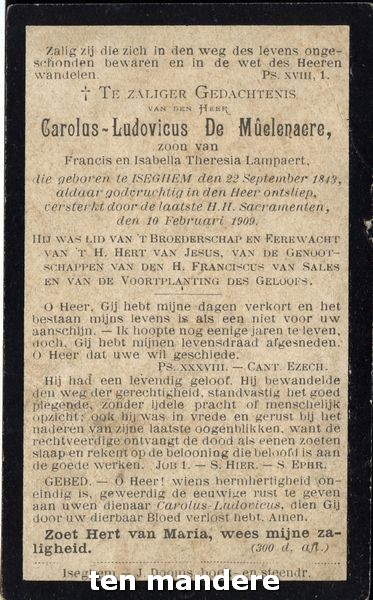 Zalig zij die zich in den weg des levens onge-
schonden bewaren en in de wet des Heeren
wandelen. Ps. XVIII, 1.
† Te zaliger Gedachtenis
van den Heer
Carolus-Ludovicus De Mûelenaere,
zoon van
Francis en Isabella Theresia Lampaert,
die geboren te ISEGHEM den 22 September 1843,
aldaar godvruchtig in den Heer ontsliep,
versterkt door de laatste H.H. Sacramenten,
den 10 Februari 1909.
Hij was lid van 't Broederschap en Eerewacht
van 't H. Hert van Jesus, van de Genoot-
schappen van den H. Franciscus van Sales
en van de Voortplanting des Geloofs.
O Heer, Gij hebt mijne dagen verkort en het
bestaan mijns levens is als een niet voor uw
aanschijn. — Ik hoopte nog eenige jaren te leven,
doch, Gij hebt mijnen levensdraad afgesneden.
O Heer dat uwe wil geschiede.
Ps. XXXVIII. — Cant. Ezech.
Hij had een levendig geloof. Hij bewandelde
den weg der gerechtigheid, standvastig het goed
plegende, zonder ijdele pracht of menschelijk
opzicht; ook hij was in vrede en gerust bij het
naderen van zijne laatste oogenblikken, want
de rechtveerdige ontvangt de dood als eenen zoeten
slaap en rekent op de belooning die beloofd is aan
de goede werken. Job 1. — S. Hier. — S. Ephr.
GEBED. — O Heer! wiens bermhertigheid on-
eindig is, geweerdig de eeuwige rust te geven
aan uwen dienaar Carolus-Ludovicus, dien Gij
door uw dierbaar Bloed verlost hebt. Amen.
Zoet Hert van Maria, wees mijne za-
ligheid. (300 d. afl.)
Iseghem — J. Dooms, boek- en steendr.
ten mandere